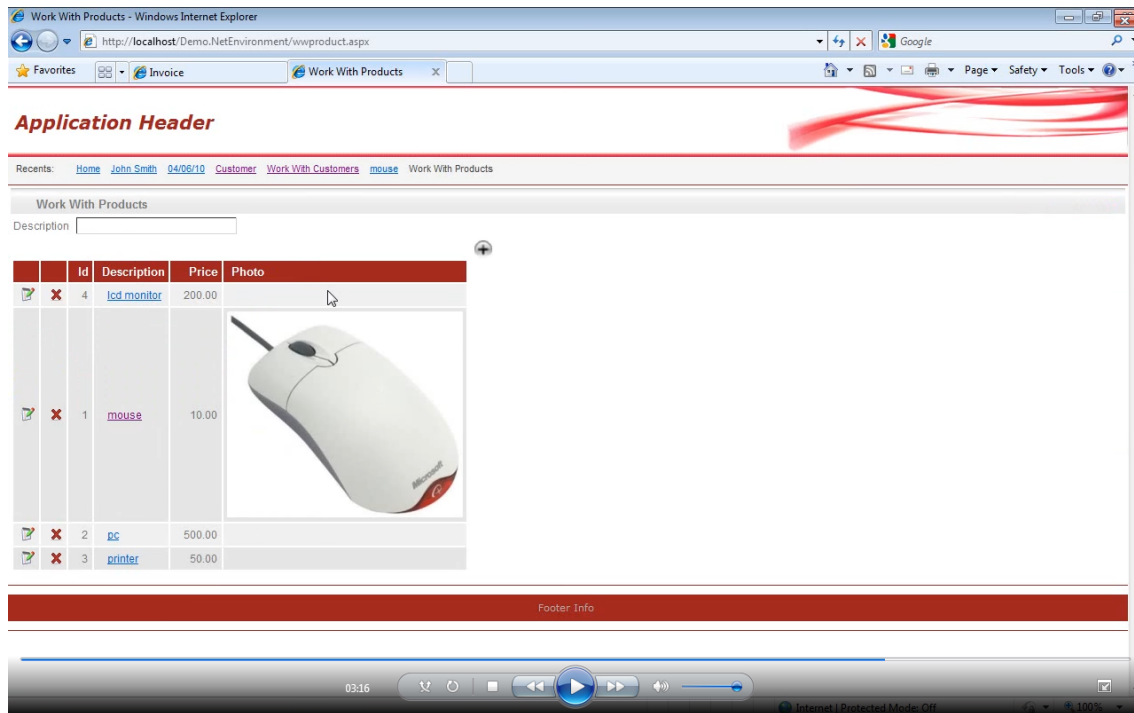 Work With Products - Windows Internet Explorer
http://localhost/Demo.NetEnvironment/wwproduct.aspx
Google
Favorites
Invoice
Work With Products
X
Page
Safety
Tools
Application Header
Recents: Home John Smith 04/06/10 Customer Work With Customers mouse Work With Products
Work With Products
Description
Id Description Price Photo
4 lcd monitor 200.00
1 mouse 10.00
Microsoft
2 pc 500.00
3 printer 50.00
Footer Info
03:16
Internet | Protected Mode: Off
100%